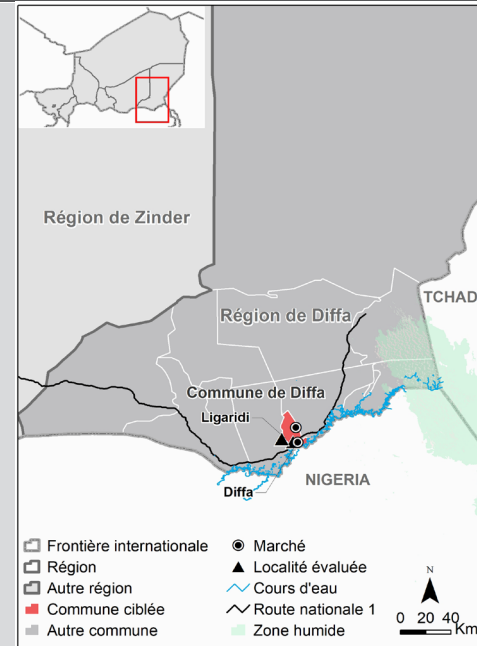 Région de Zinder
TCHAD
Région de Diffa
Commune de Diffa
Ligaridi
NIGERIA
Diffa
Frontière internationale
Région
Autre région
Commune ciblée
Autre commune
Marché
Localité évaluée
Cours d'eau
Route nationale 1
Zone humide
N
0 20 40
Km